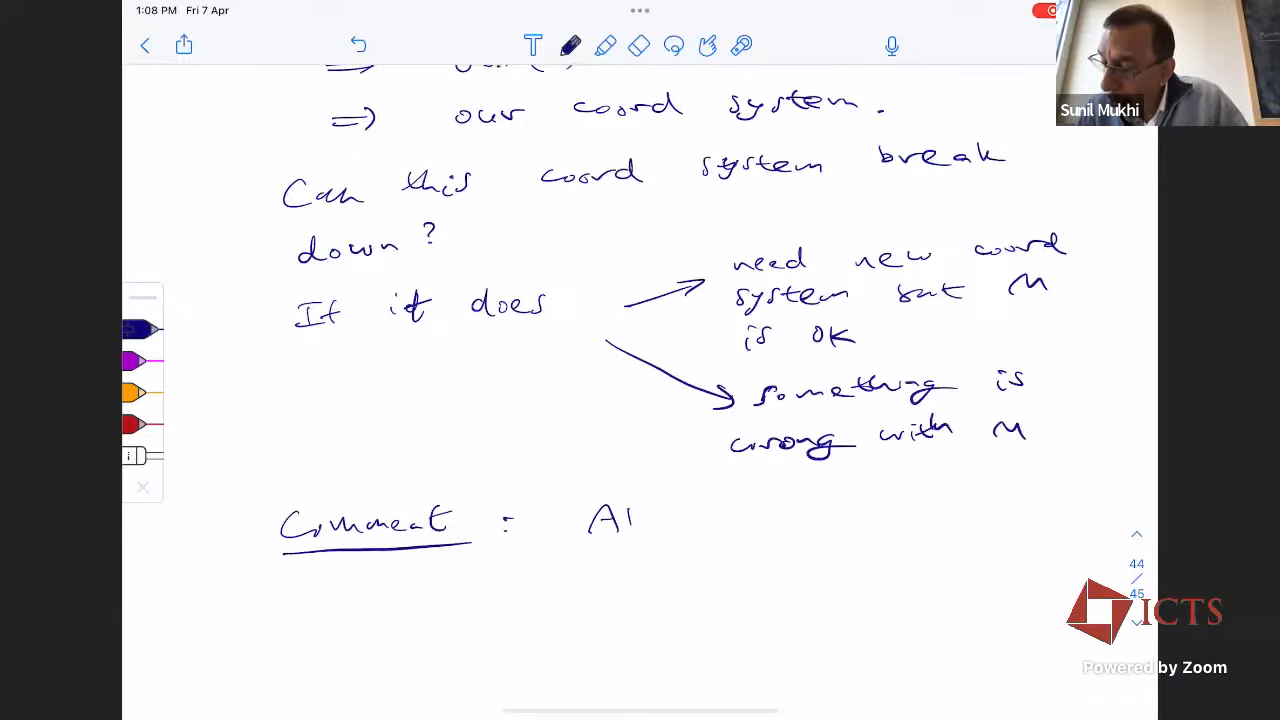 1:08 PM Fri 7 Apr
Sunil Mukhi
⇒ our coord system.
Can this coord system break
down?
If it does
need new coord
system but M
is OK
something is
wrong with M
Comment : Al
44
/
45
ICTS
Powered by Zoom